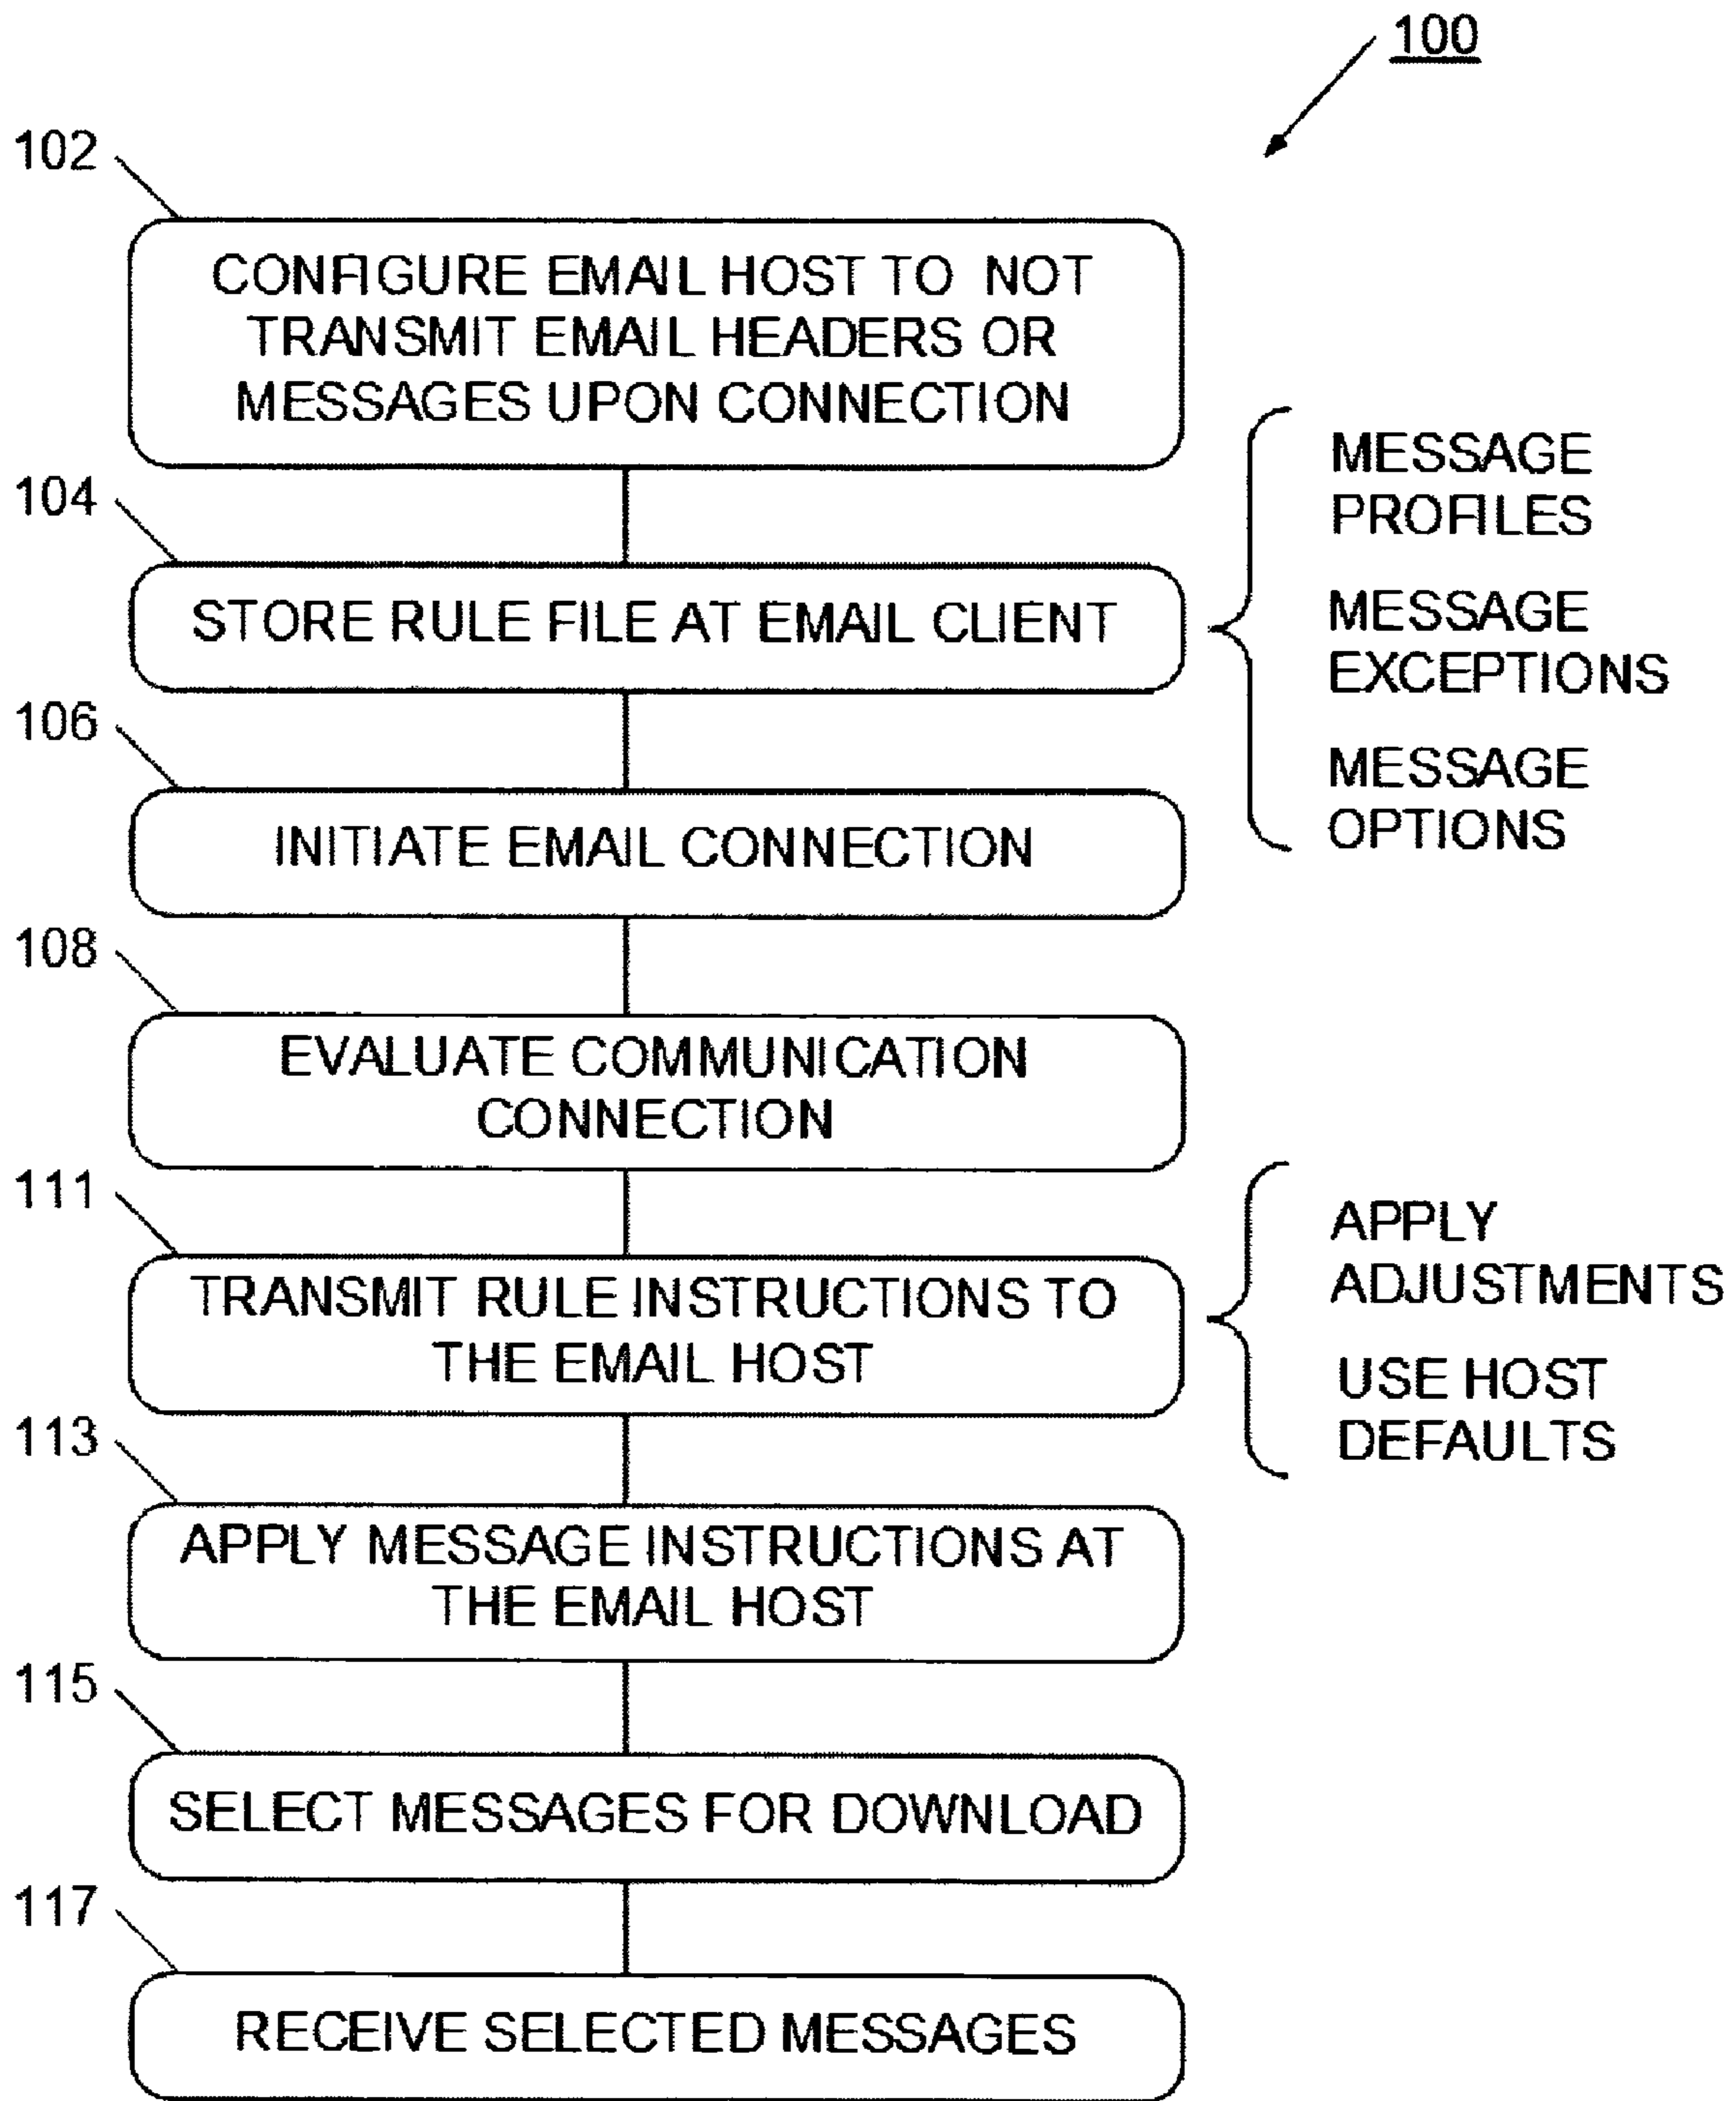 100
102
CONFIGURE EMAIL HOST TO NOT
TRANSMIT EMAIL HEADERS OR
MESSAGES UPON CONNECTION
104
STORE RULE FILE AT EMAIL CLIENT
MESSAGE
PROFILES
MESSAGE
EXCEPTIONS
MESSAGE
OPTIONS
106
INITIATE EMAIL CONNECTION
108
EVALUATE COMMUNICATION
CONNECTION
111
TRANSMIT RULE INSTRUCTIONS TO
THE EMAIL HOST
APPLY
ADJUSTMENTS
USE HOST
DEFAULTS
113
APPLY MESSAGE INSTRUCTIONS AT
THE EMAIL HOST
115
SELECT MESSAGES FOR DOWNLOAD
117
RECEIVE SELECTED MESSAGES